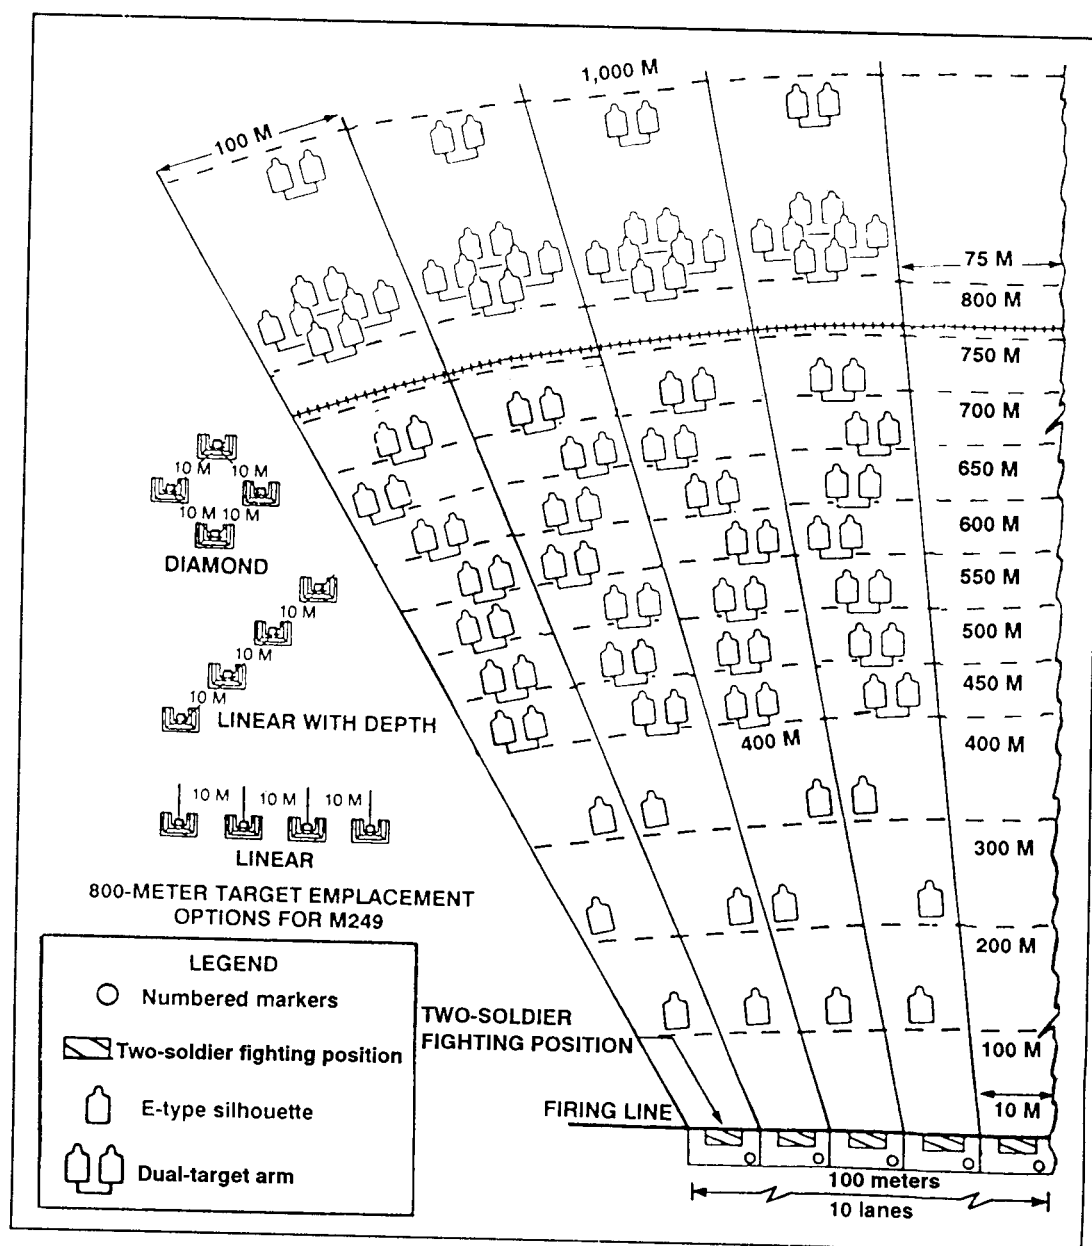 1,000 M
100 M
75 M
800 M
750 M
700 M
650 M
600 M
550 M
500 M
450 M
400 M
400 M
300 M
200 M
100 M
10 M
10 M
10 M
10 M 10 M
DIAMOND
10 M
10 M
10 M
LINEAR WITH DEPTH
10 M 10 M 10 M
LINEAR
800-METER TARGET EMPLACEMENT
OPTIONS FOR M249
LEGEND
Numbered markers
Two-soldier fighting position
E-type silhouette
Dual-target arm
TWO-SOLDIER
FIGHTING POSITION
FIRING LINE
100 meters
10 lanes